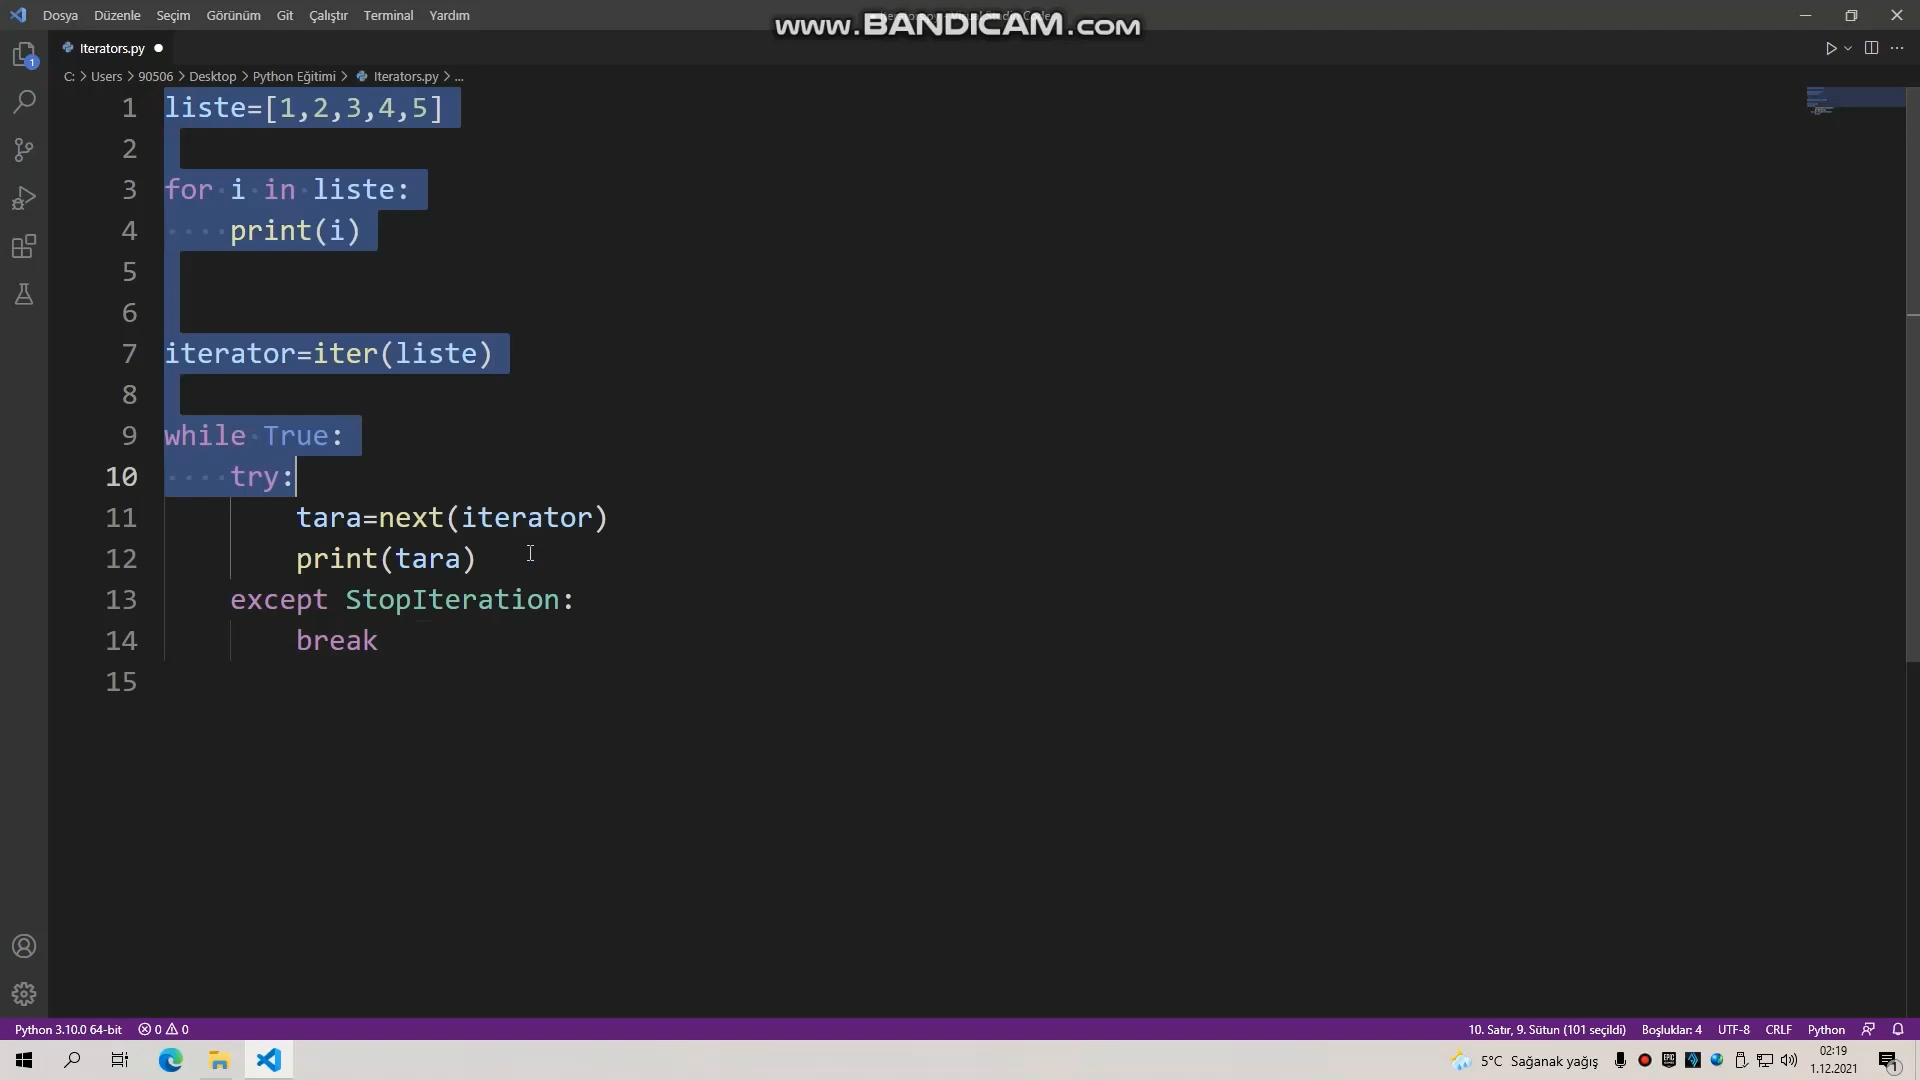 Dosya Düzenle Seçim Görünüm Git Çalıştır Terminal Yardım
www.BANDICAM.com
Iterators.py
C: > Users > 90506 > Desktop > Python Eğitimi > Iterators.py > ...
1 liste=[1,2,3,4,5]
2
3 for i in liste:
4 print(i)
5
6
7 iterator=iter(liste)
8
9 while True:
10 try:
11 tara=next(iterator)
12 print(tara)
13 except StopIteration:
14 break
15
Python 3.10.0 64-bit 0 0 10. Satır, 9. Sütun (101 seçildi) Boşluklar: 4 UTF-8 CRLF Python
5°C Sağanak yağış 02:19
1.12.2021